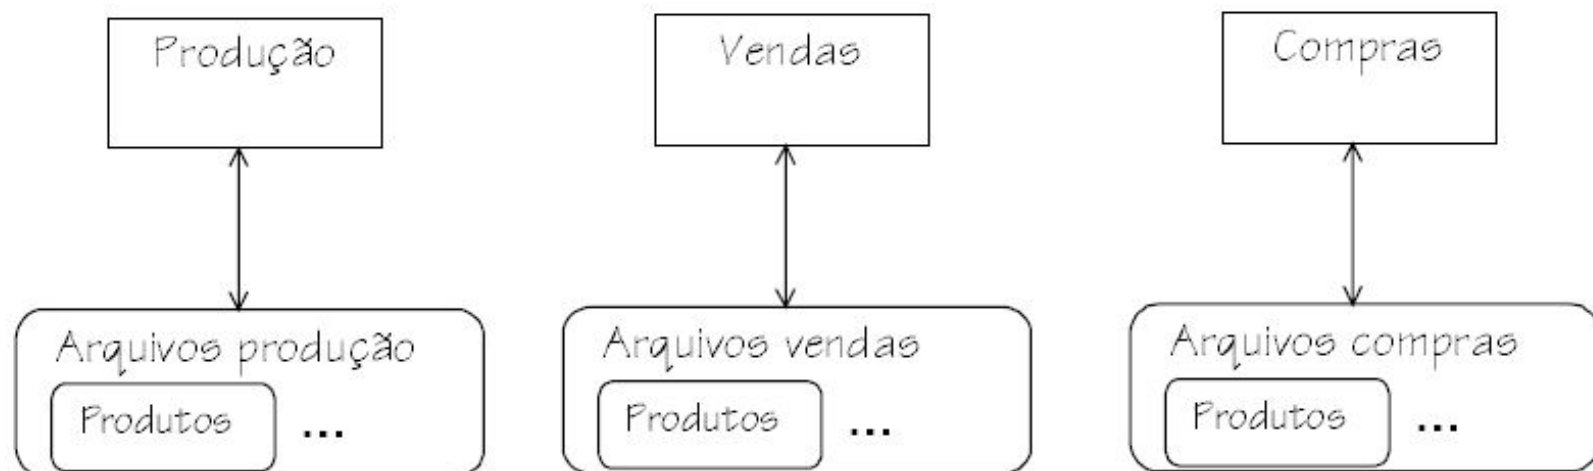 Produção
Vendas
Compras
Arquivos produção
Produtos ...
Arquivos vendas
Produtos ...
Arquivos compras
Produtos ...